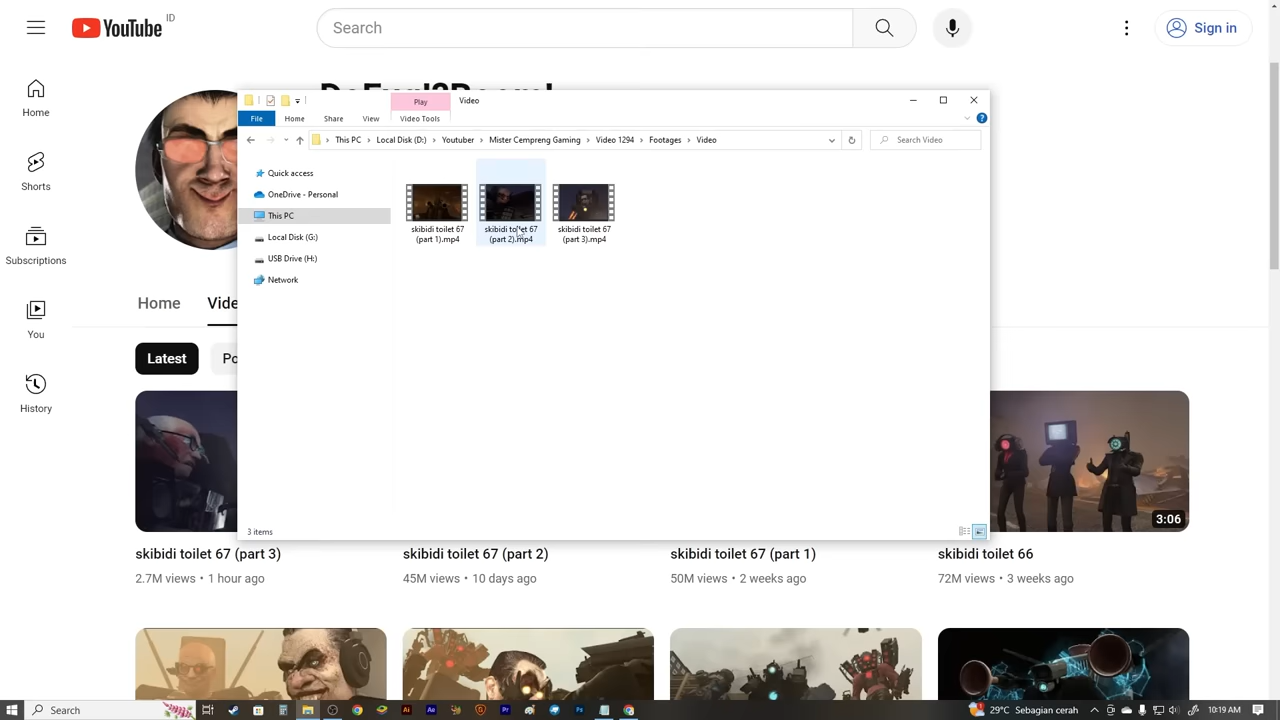 YouTube ID
Search
Sign in
Home
Shorts
Subscriptions
You
History
Play
Video
File
Home
Share
View
Video Tools
This PC
Local Disk (D:)
Youtuber
Mister Cempreng Gaming
Video 1294
Footages
Video
Search Video
Quick access
OneDrive - Personal
This PC
Local Disk (G:)
USB Drive (H:)
Network
skibidi toilet 67
(part 1).mp4
skibidi toilet 67
(part 2).mp4
skibidi toilet 67
(part 3).mp4
3 items
Home
Vide
Latest
Po
3:06
skibidi toilet 67 (part 3)
2.7M views • 1 hour ago
skibidi toilet 67 (part 2)
45M views • 10 days ago
skibidi toilet 67 (part 1)
50M views • 2 weeks ago
skibidi toilet 66
72M views • 3 weeks ago
Search
29°C Sebagian cerah
10:19 AM